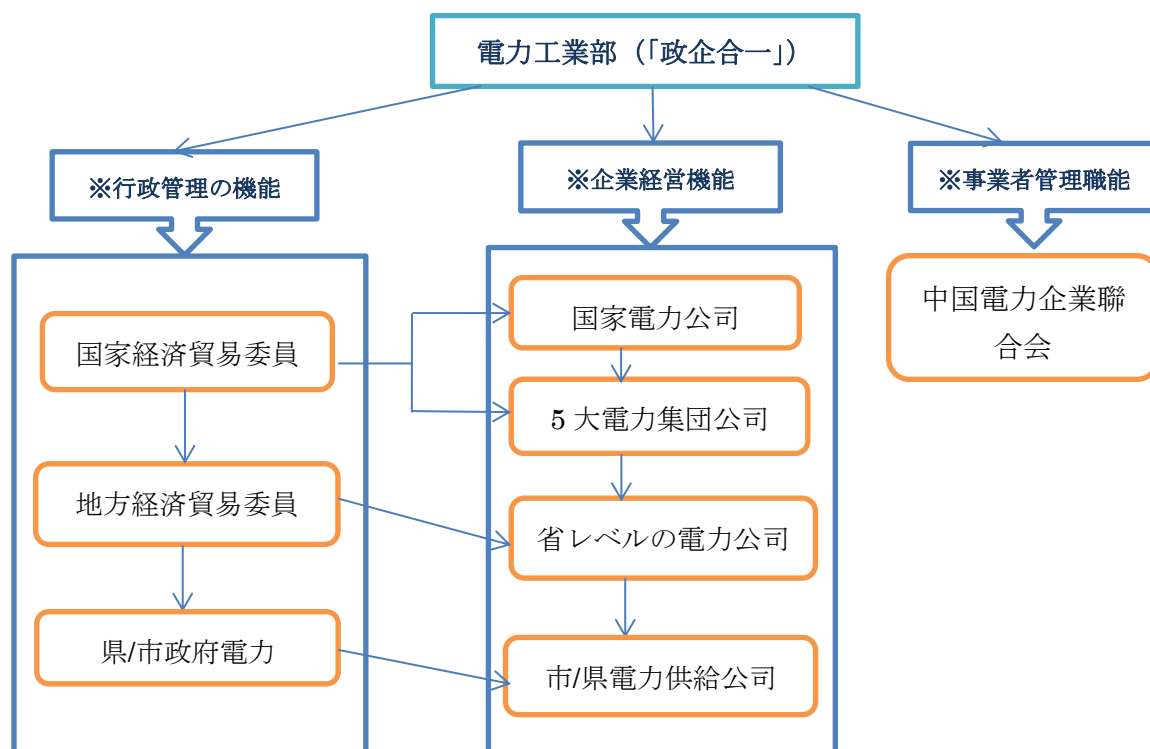 電力工業部（「政企合一」）
※行政管理の機能
※企業経営機能
※事業者管理職能
国家経済貿易委員
地方経済貿易委員
県/市政府電力
国家電力公司
5 大電力集団公司
省レベルの電力公司
市/県電力供給公司
中国電力企業聯
合会